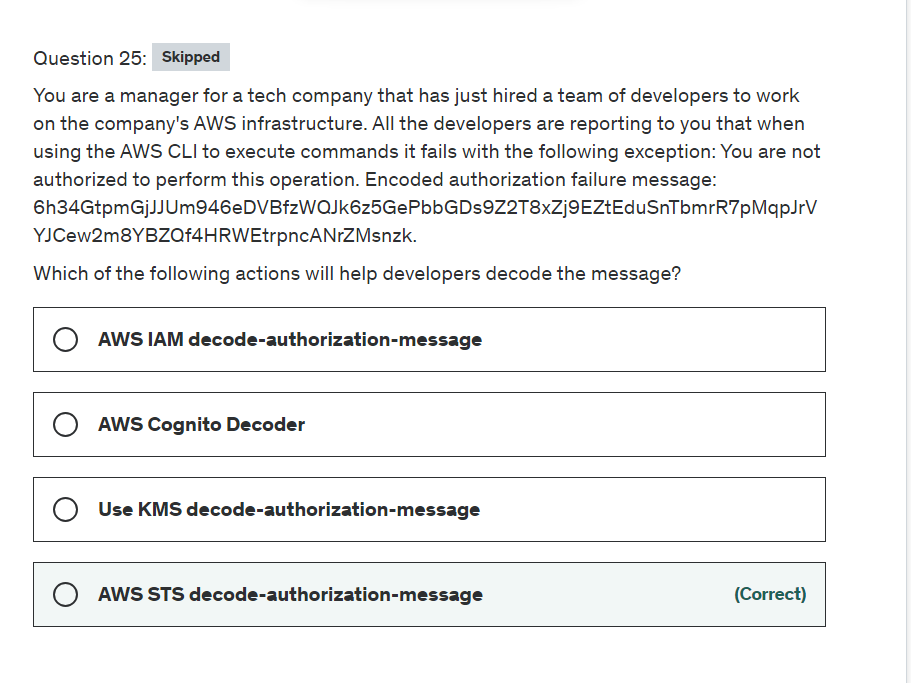 Question 25: Skipped
You are a manager for a tech company that has just hired a team of developers to work
on the company's AWS infrastructure. All the developers are reporting to you that when
using the AWS CLI to execute commands it fails with the following exception: You are not
authorized to perform this operation. Encoded authorization failure message:
6h34GtpmGjJJUm946eDVBfzWQJk6z5GePbbGDs9Z2T8xZj9EZtEduSnTbmrR7pMqpJrV
YJCew2m8YBZQf4HRWEtrpncANrZMsnzk.
Which of the following actions will help developers decode the message?
AWS IAM decode-authorization-message
AWS Cognito Decoder
Use KMS decode-authorization-message
AWS STS decode-authorization-message (Correct)